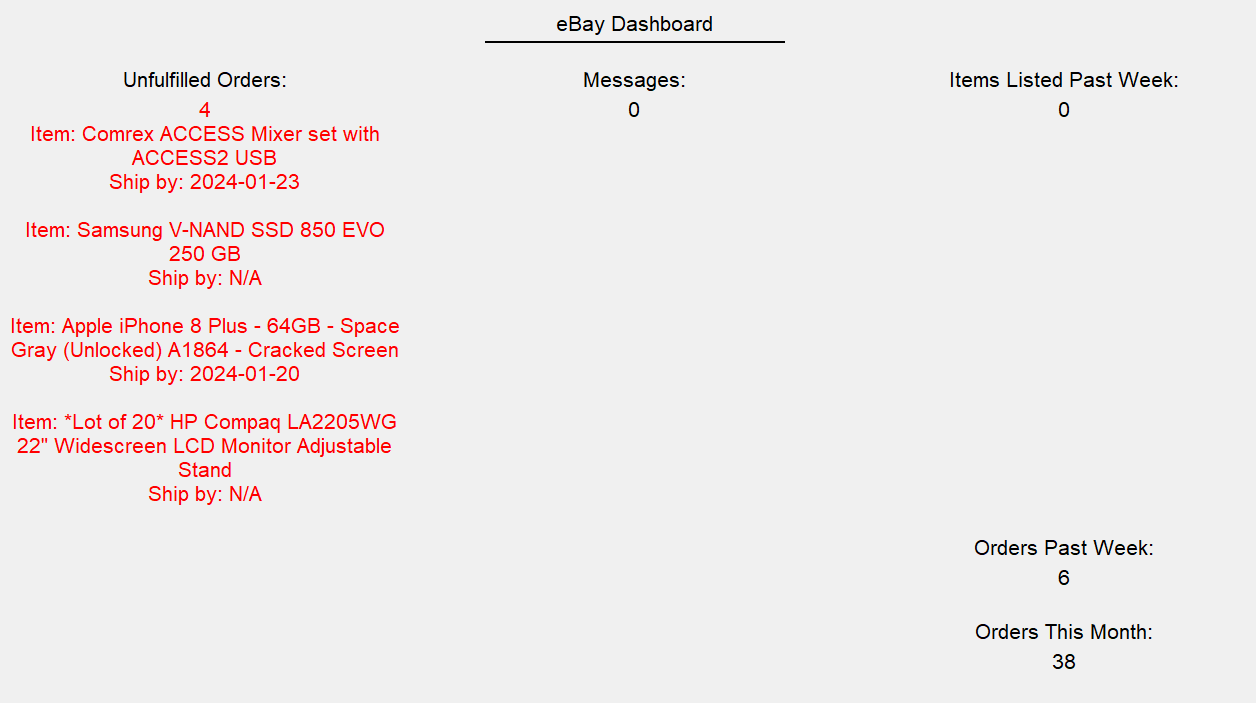 eBay Dashboard
Unfulfilled Orders:
4
Item: Comrex ACCESS Mixer set with
ACCESS2 USB
Ship by: 2024-01-23
Item: Samsung V-NAND SSD 850 EVO
250 GB
Ship by: N/A
Item: Apple iPhone 8 Plus - 64GB - Space
Gray (Unlocked) A1864 - Cracked Screen
Ship by: 2024-01-20
Item: *Lot of 20* HP Compaq LA2205WG
22" Widescreen LCD Monitor Adjustable
Stand
Ship by: N/A
Messages:
0
Items Listed Past Week:
0
Orders Past Week:
6
Orders This Month:
38